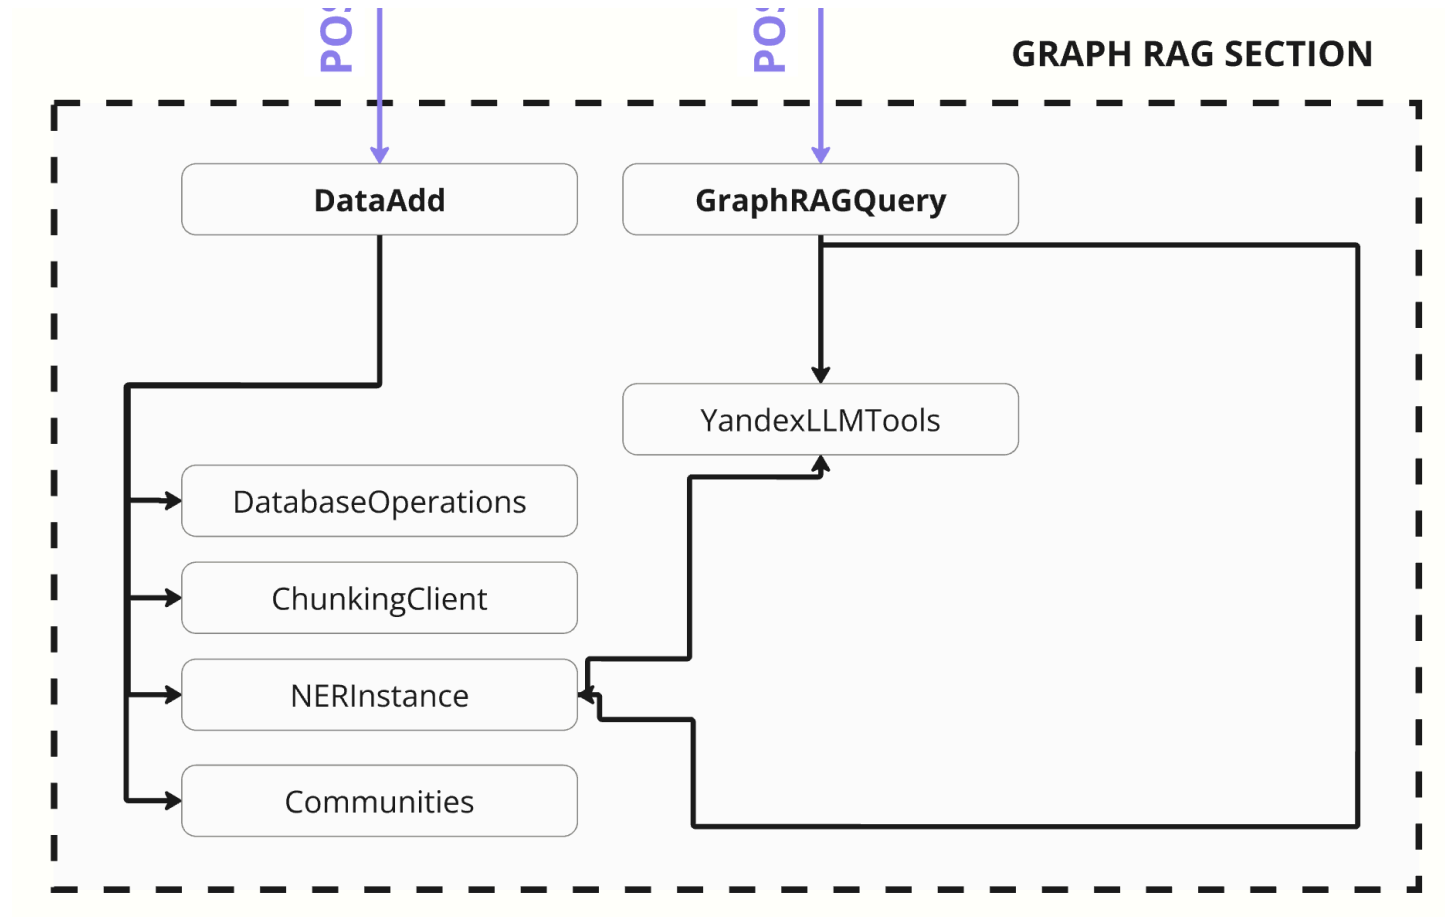 GRAPH RAG SECTION
DataAdd
GraphRAGQuery
YandexLLMTools
DatabaseOperations
ChunkingClient
NERInstance
Communities